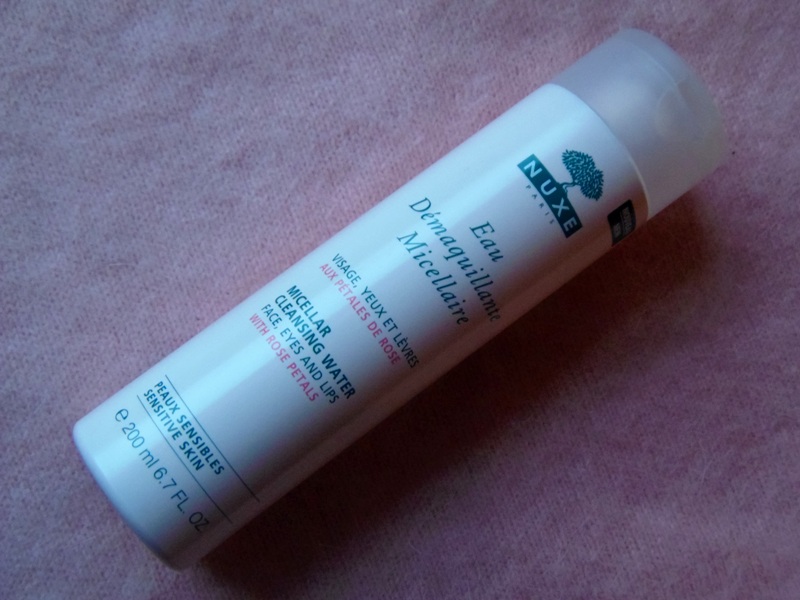 NUXE
PARIS
Eau
Démaquillante
Micellaire
VISAGE, YEUX ET LÈVRES
AUX PÉTALES DE ROSE
MICELLAR
CLEANSING WATER
FACE, EYES AND LIPS
WITH ROSE PETALS
PEAUX SENSIBLES
SENSITIVE SKIN
e 200 ml 6.7 FL. OZ.